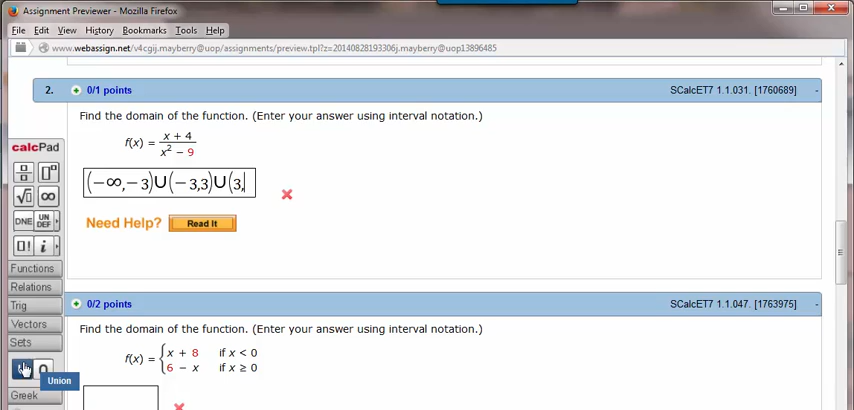 Assignment Previewer - Mozilla Firefox
File Edit View History Bookmarks Tools Help
www.webassign.net/v4cgij.mayberry@uop/assignments/preview.tpl?z=20140828193306j.mayberry@uop13896485
2. 0/1 points SCalcET7 1.1.031. [1760689] -
Find the domain of the function. (Enter your answer using interval notation.)
calcPad
f(x) = x + 4 / x² − 9
(−∞,−3)∪(−3,3)∪(3,
DNE UN DEF
Need Help? Read It
[]! i
Functions
Relations
Trig
0/2 points SCalcET7 1.1.047. [1763975] -
Vectors
Find the domain of the function. (Enter your answer using interval notation.)
Sets
f(x) = { x + 8 if x < 0
6 − x if x ≥ 0
Union
Greek